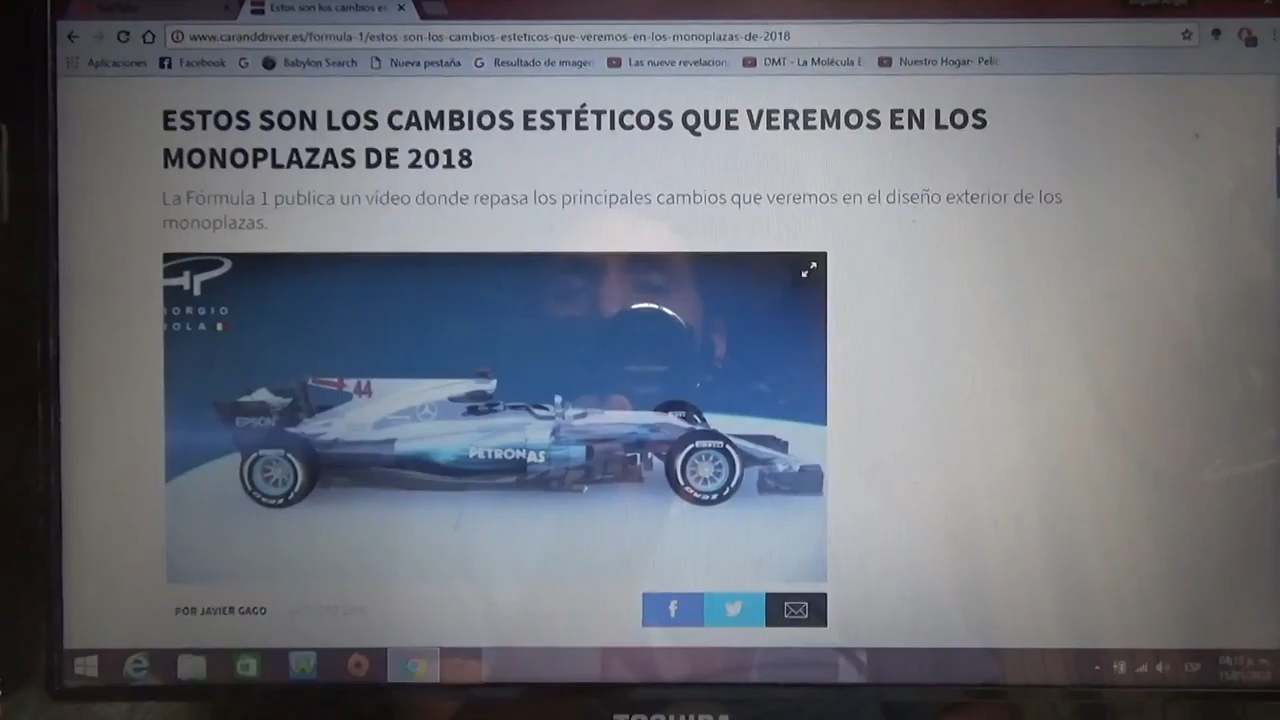 Estos son los cambios es
www.caranddriver.es/formula-1/estos-son-los-cambios-esteticos-que-veremos-en-los-monoplazas-de-2018
Aplicaciones Facebook Babylon Search Nueva pestaña Resultado de imagen Las nueve revelacion DMT - La Molécula E Nuestro Hogar- Pelíc
ESTOS SON LOS CAMBIOS ESTÉTICOS QUE VEREMOS EN LOS
MONOPLAZAS DE 2018
La Fórmula 1 publica un vídeo donde repasa los principales cambios que veremos en el diseño exterior de los
monoplazas.
IORGIO
IOLA
44
EPSON
PETRONAS
POR JAVIER GAGO
ESP
TOSHIBA